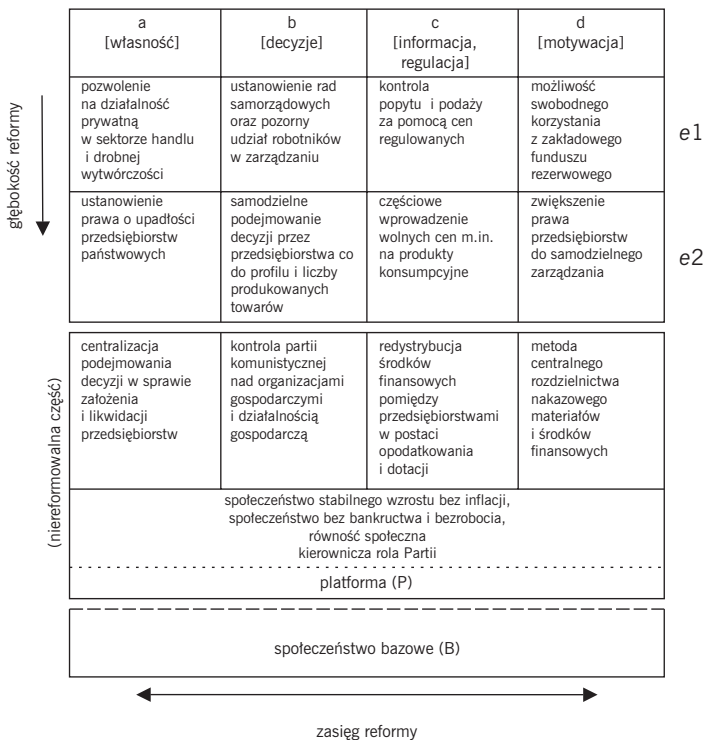 a
[własność]
b
[decyzje]
c
[informacja,
regulacja]
d
[motywacja]
głębokość reformy
pozwolenie
na działalność
prywatną
w sektorze handlu
i drobnej
wytwórczości
ustanowienie rad
samorządowych
oraz pozorny
udział robotników
w zarządzaniu
kontrola
popytu i podaży
za pomocą cen
regulowanych
możliwość
swobodnego
korzystania
z zakładowego
funduszu
rezerwowego
e1
ustanowienie
prawa o upadłości
przedsiębiorstw
państwowych
samodzielne
podejmowanie
decyzji przez
przedsiębiorstwa co
do profilu i liczby
produkowanych
towarów
częściowe
wprowadzenie
wolnych cen m.in.
na produkty
konsumpcyjne
zwiększenie
prawa
przedsiębiorstw
do samodzielnego
zarządzania
e2
(niereformowalna część)
centralizacja
podejmowania
decyzji w sprawie
założenia
i likwidacji
przedsiębiorstw
kontrola partii
komunistycznej
nad organizacjami
gospodarczymi
i działalnością
gospodarczą
redystrybucja
środków
finansowych
pomiędzy
przedsiębiorstwami
w postaci
opodatkowania
i dotacji
metoda
centralnego
rozdzielnictwa
nakazowego
materiałów
i środków
finansowych
społeczeństwo stabilnego wzrostu bez inflacji,
społeczeństwo bez bankructwa i bezrobocia,
równość społeczna
kierownicza rola Partii
platforma (P)
społeczeństwo bazowe (B)
zasięg reformy